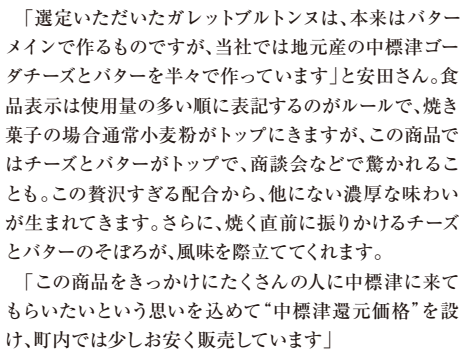 「選定いただいたガレットブルトンヌは、本来はバター
メインで作るものですが、当社では地元産の中標津ゴー
ダチーズとバターを半々で作っています」と安田さん。食
品表示は使用量の多い順に表記するのがルールで、焼き
菓子の場合通常小麦粉がトップにきますが、この商品で
はチーズとバターがトップで、商談会などで驚かれるこ
とも。この贅沢すぎる配合から、他にない濃厚な味わい
が生まれてきます。さらに、焼く直前に振りかけるチーズ
とバターのそぼろが、風味を際立ててくれます。
「この商品をきっかけにたくさんの人に中標津に来て
もらいたいという思いを込めて“中標津還元価格”を設
け、町内では少しお安く販売しています」